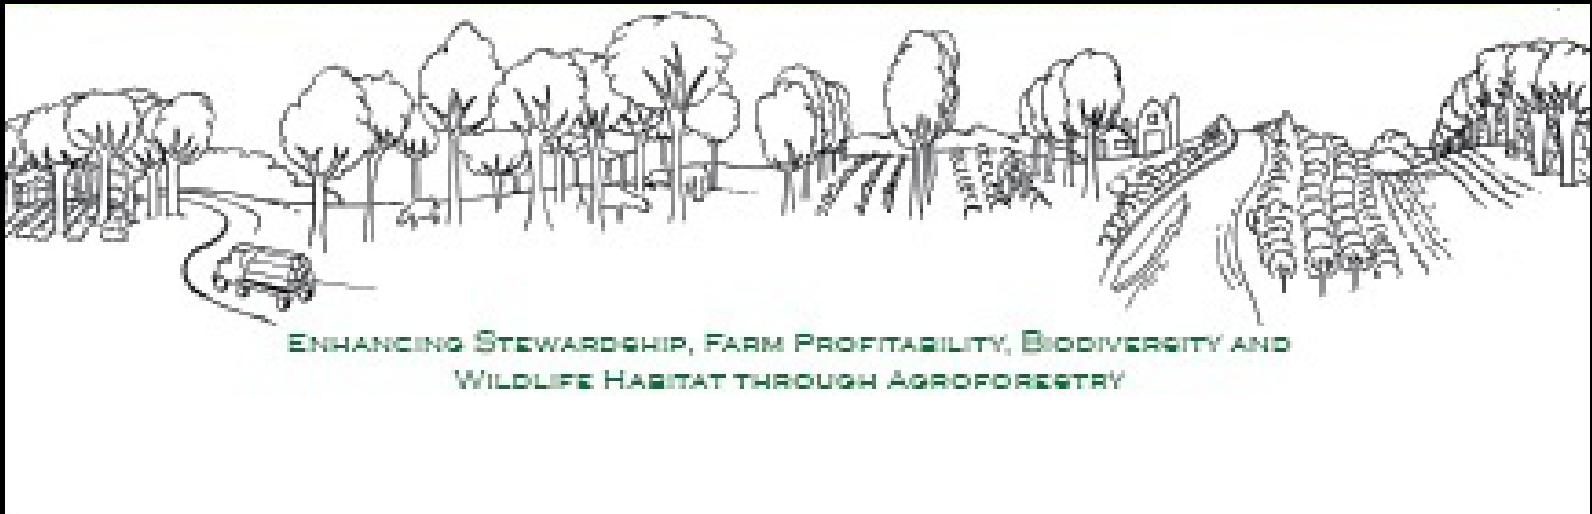 Enhancing Stewardship, Farm Profitability, Biodiversity and
Wildlife Habitat through Agroforestry